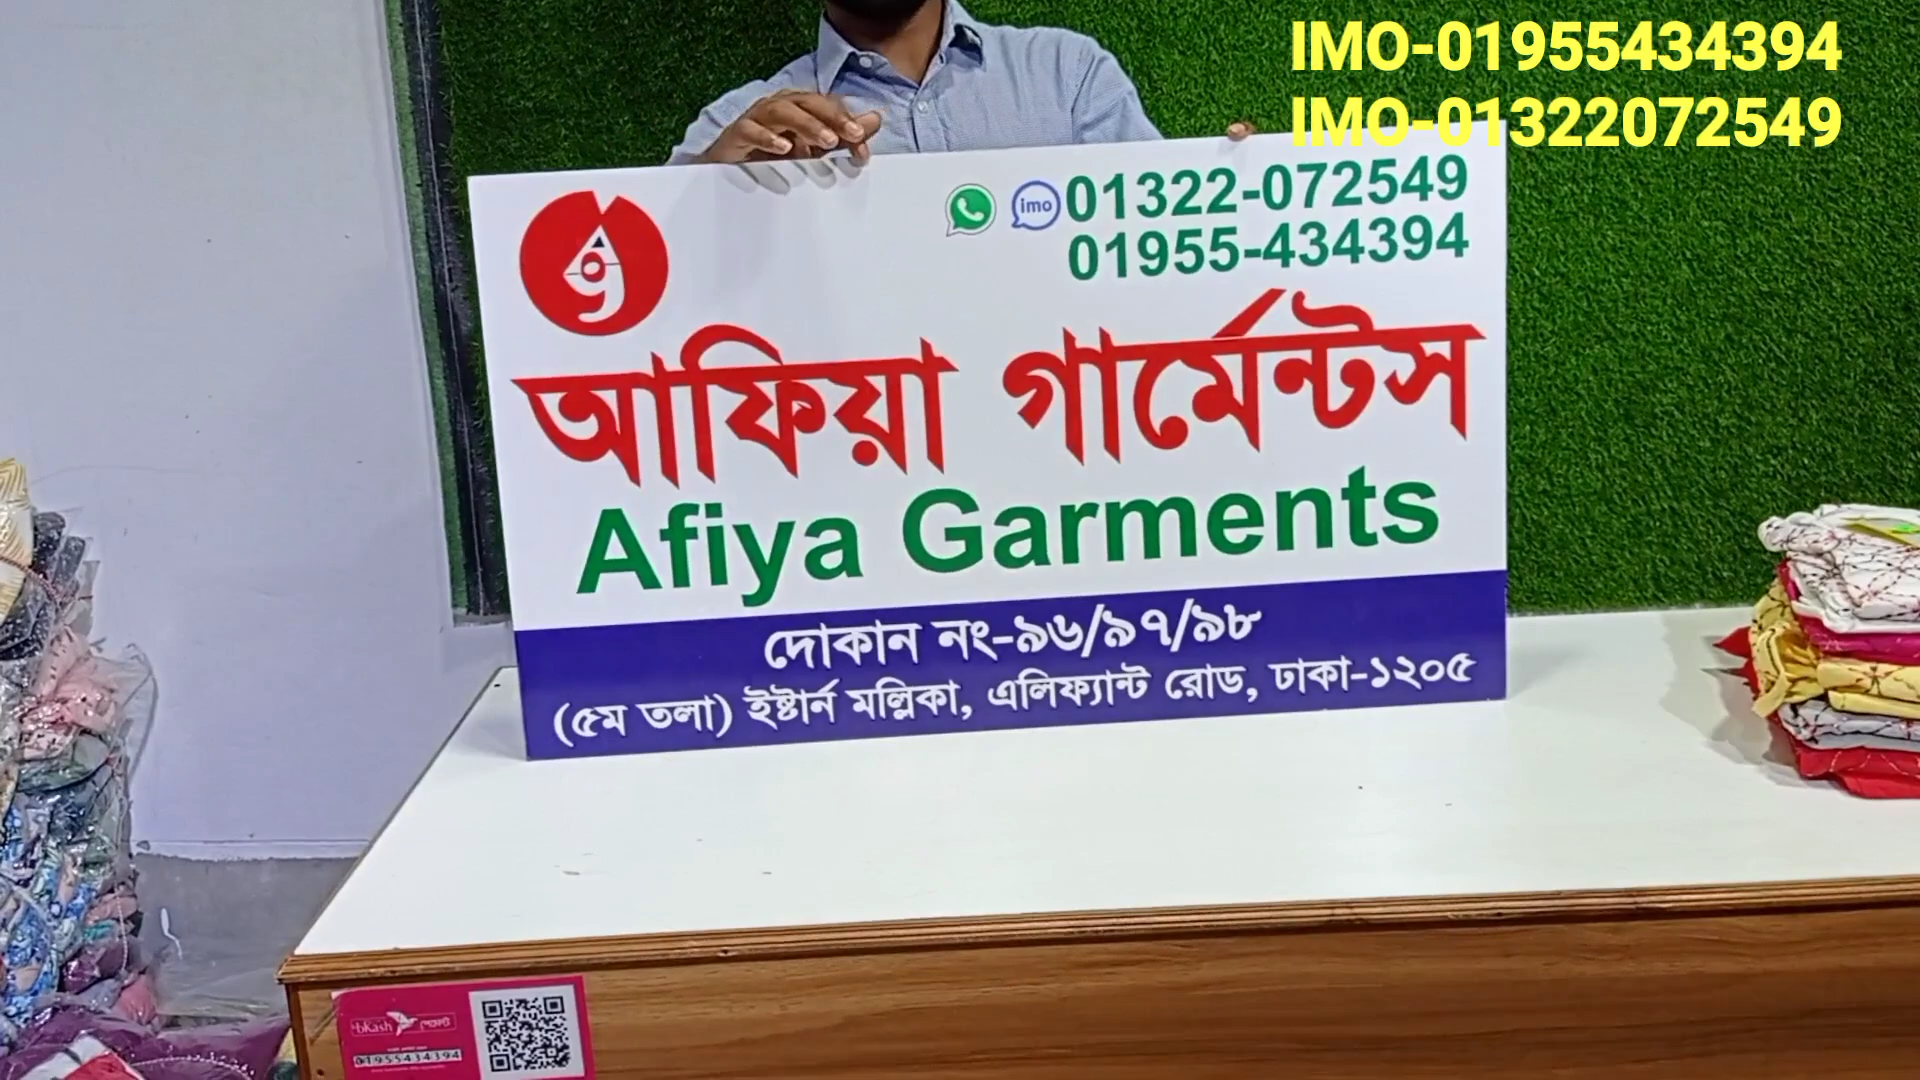 IMO-01955434394
IMO-01322072549
imo 01322-072549
01955-434394
আফিয়া গার্মেন্টস
Afiya Garments
দোকান নং-৯৬/৯৭/৯৮
(৫ম তলা) ইষ্টার্ন মল্লিকা, এলিফ্যান্ট রোড, ঢাকা-১২০৫
bKash পেমেন্ট
01955434394